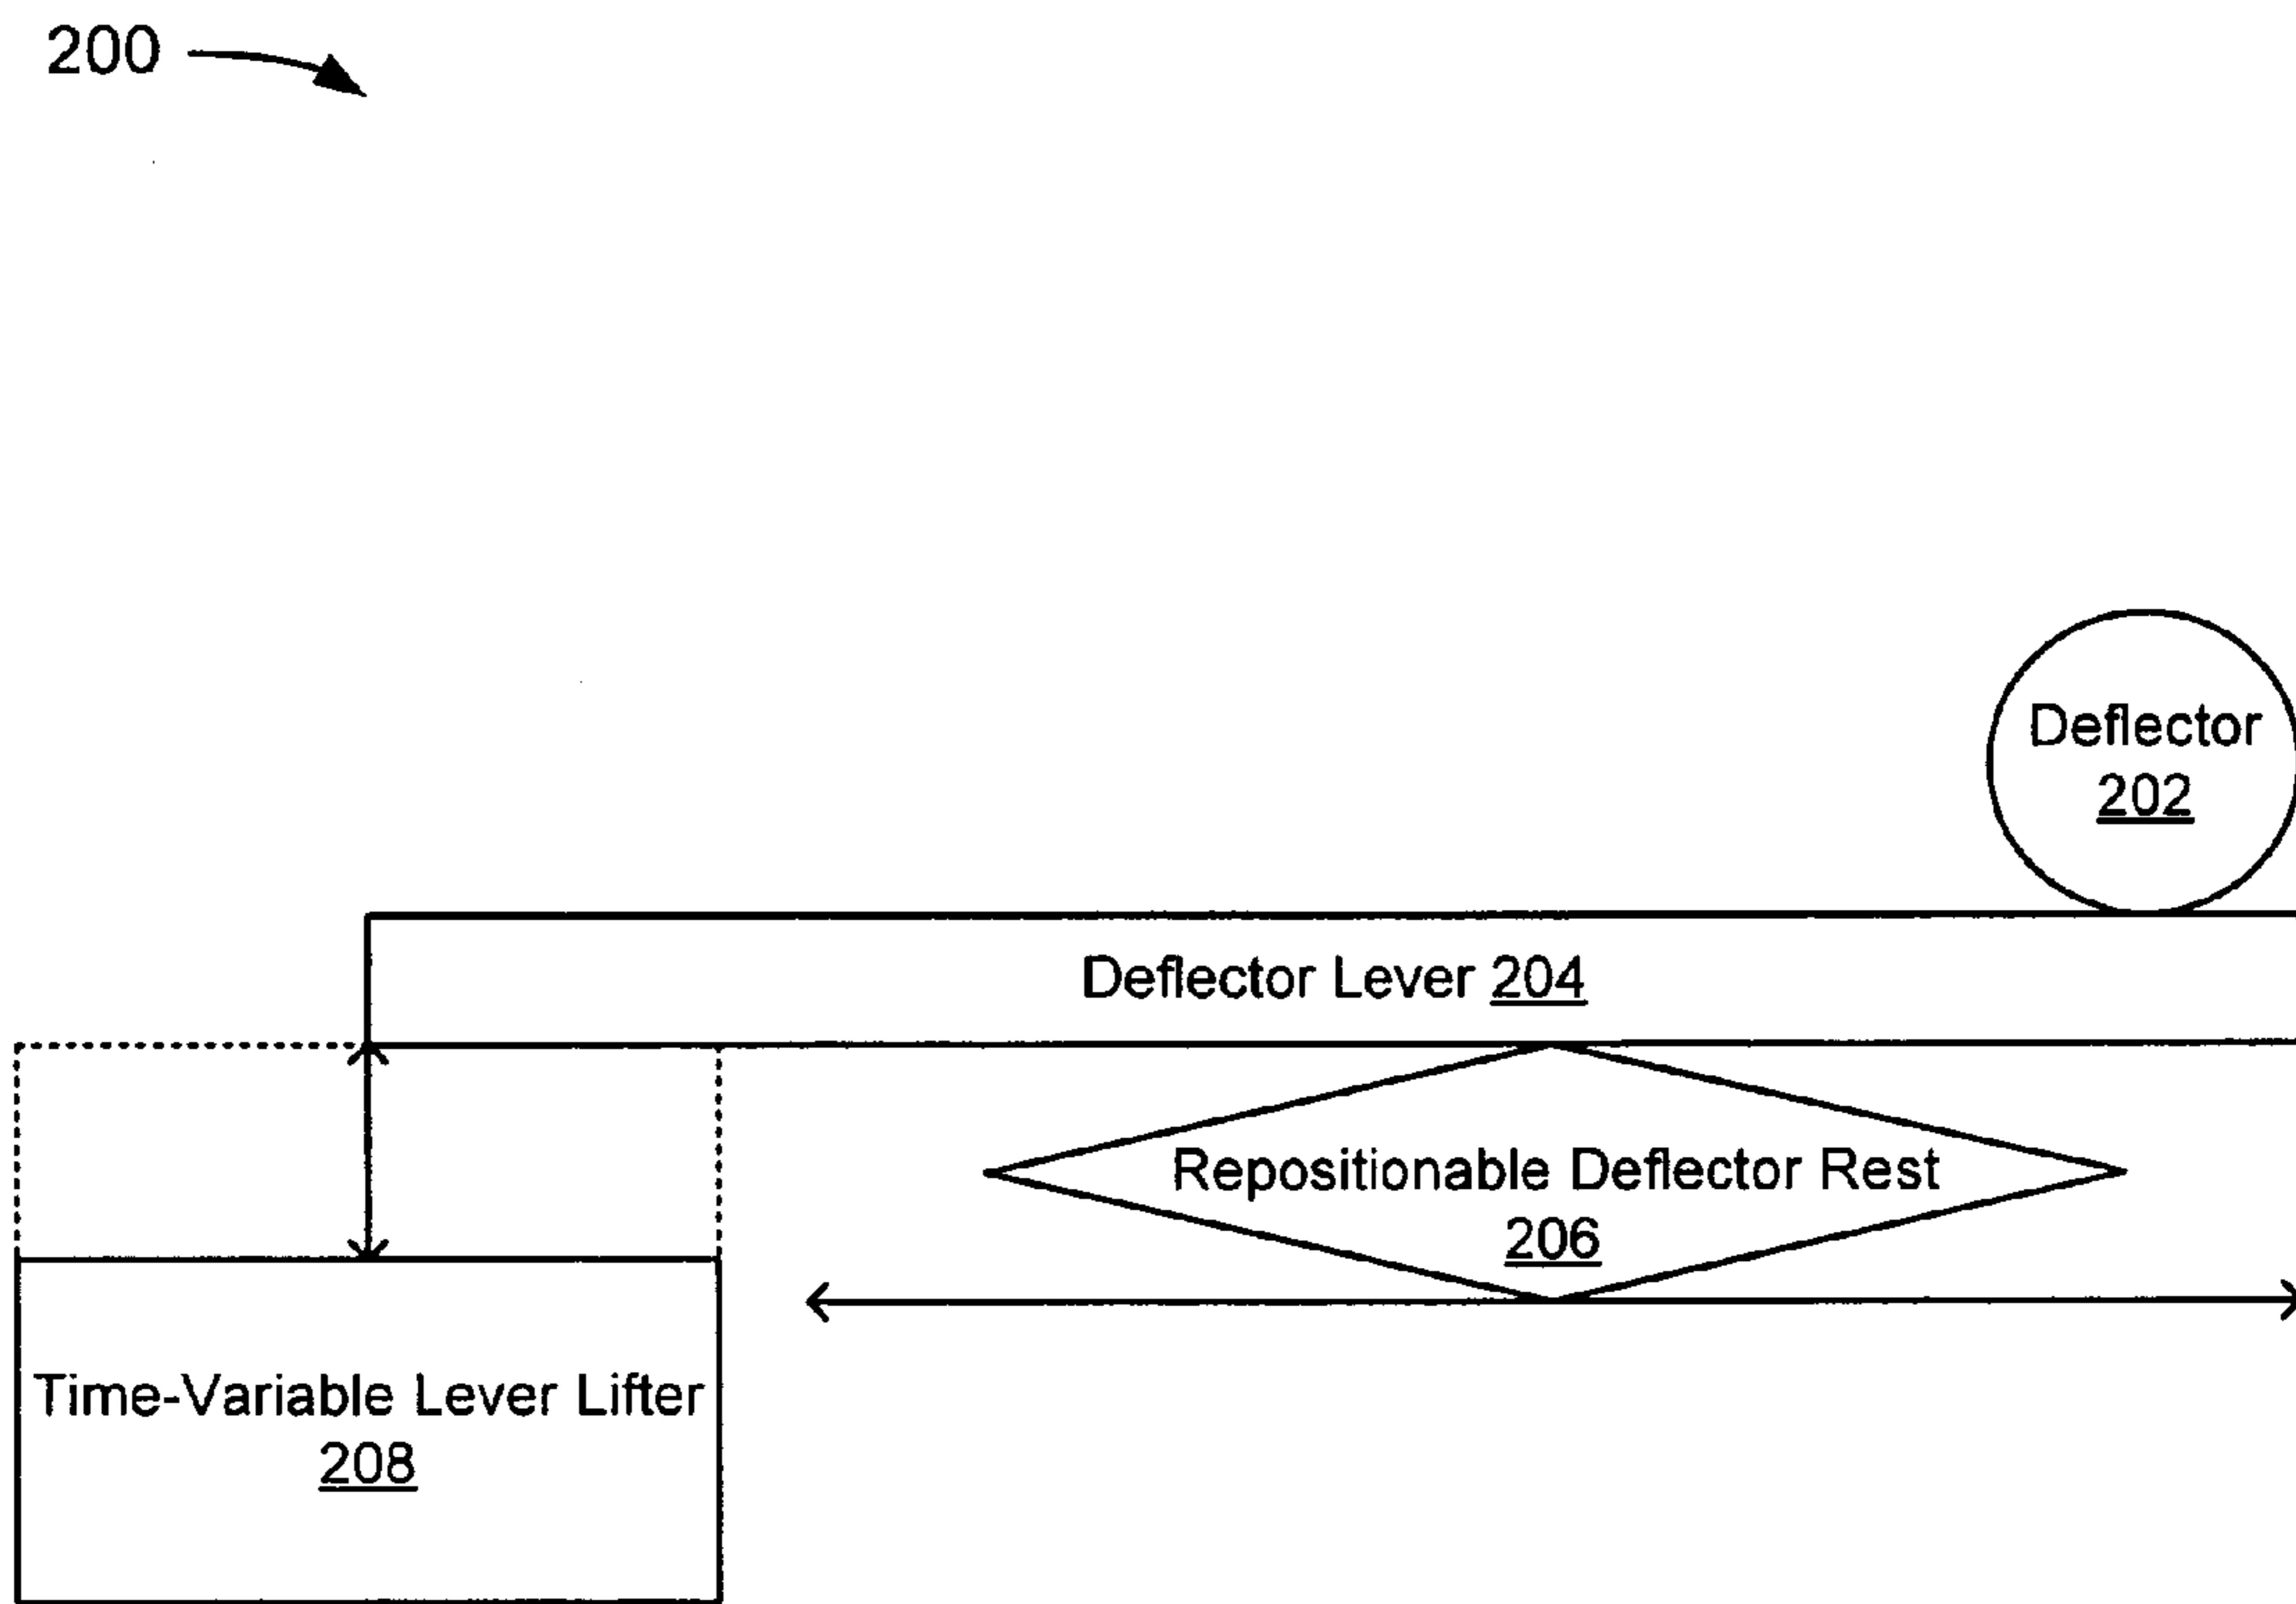 200
Deflector
202
Deflector Lever 204
Repositionable Deflector Rest
206
Time-Variable Lever Lifter
208